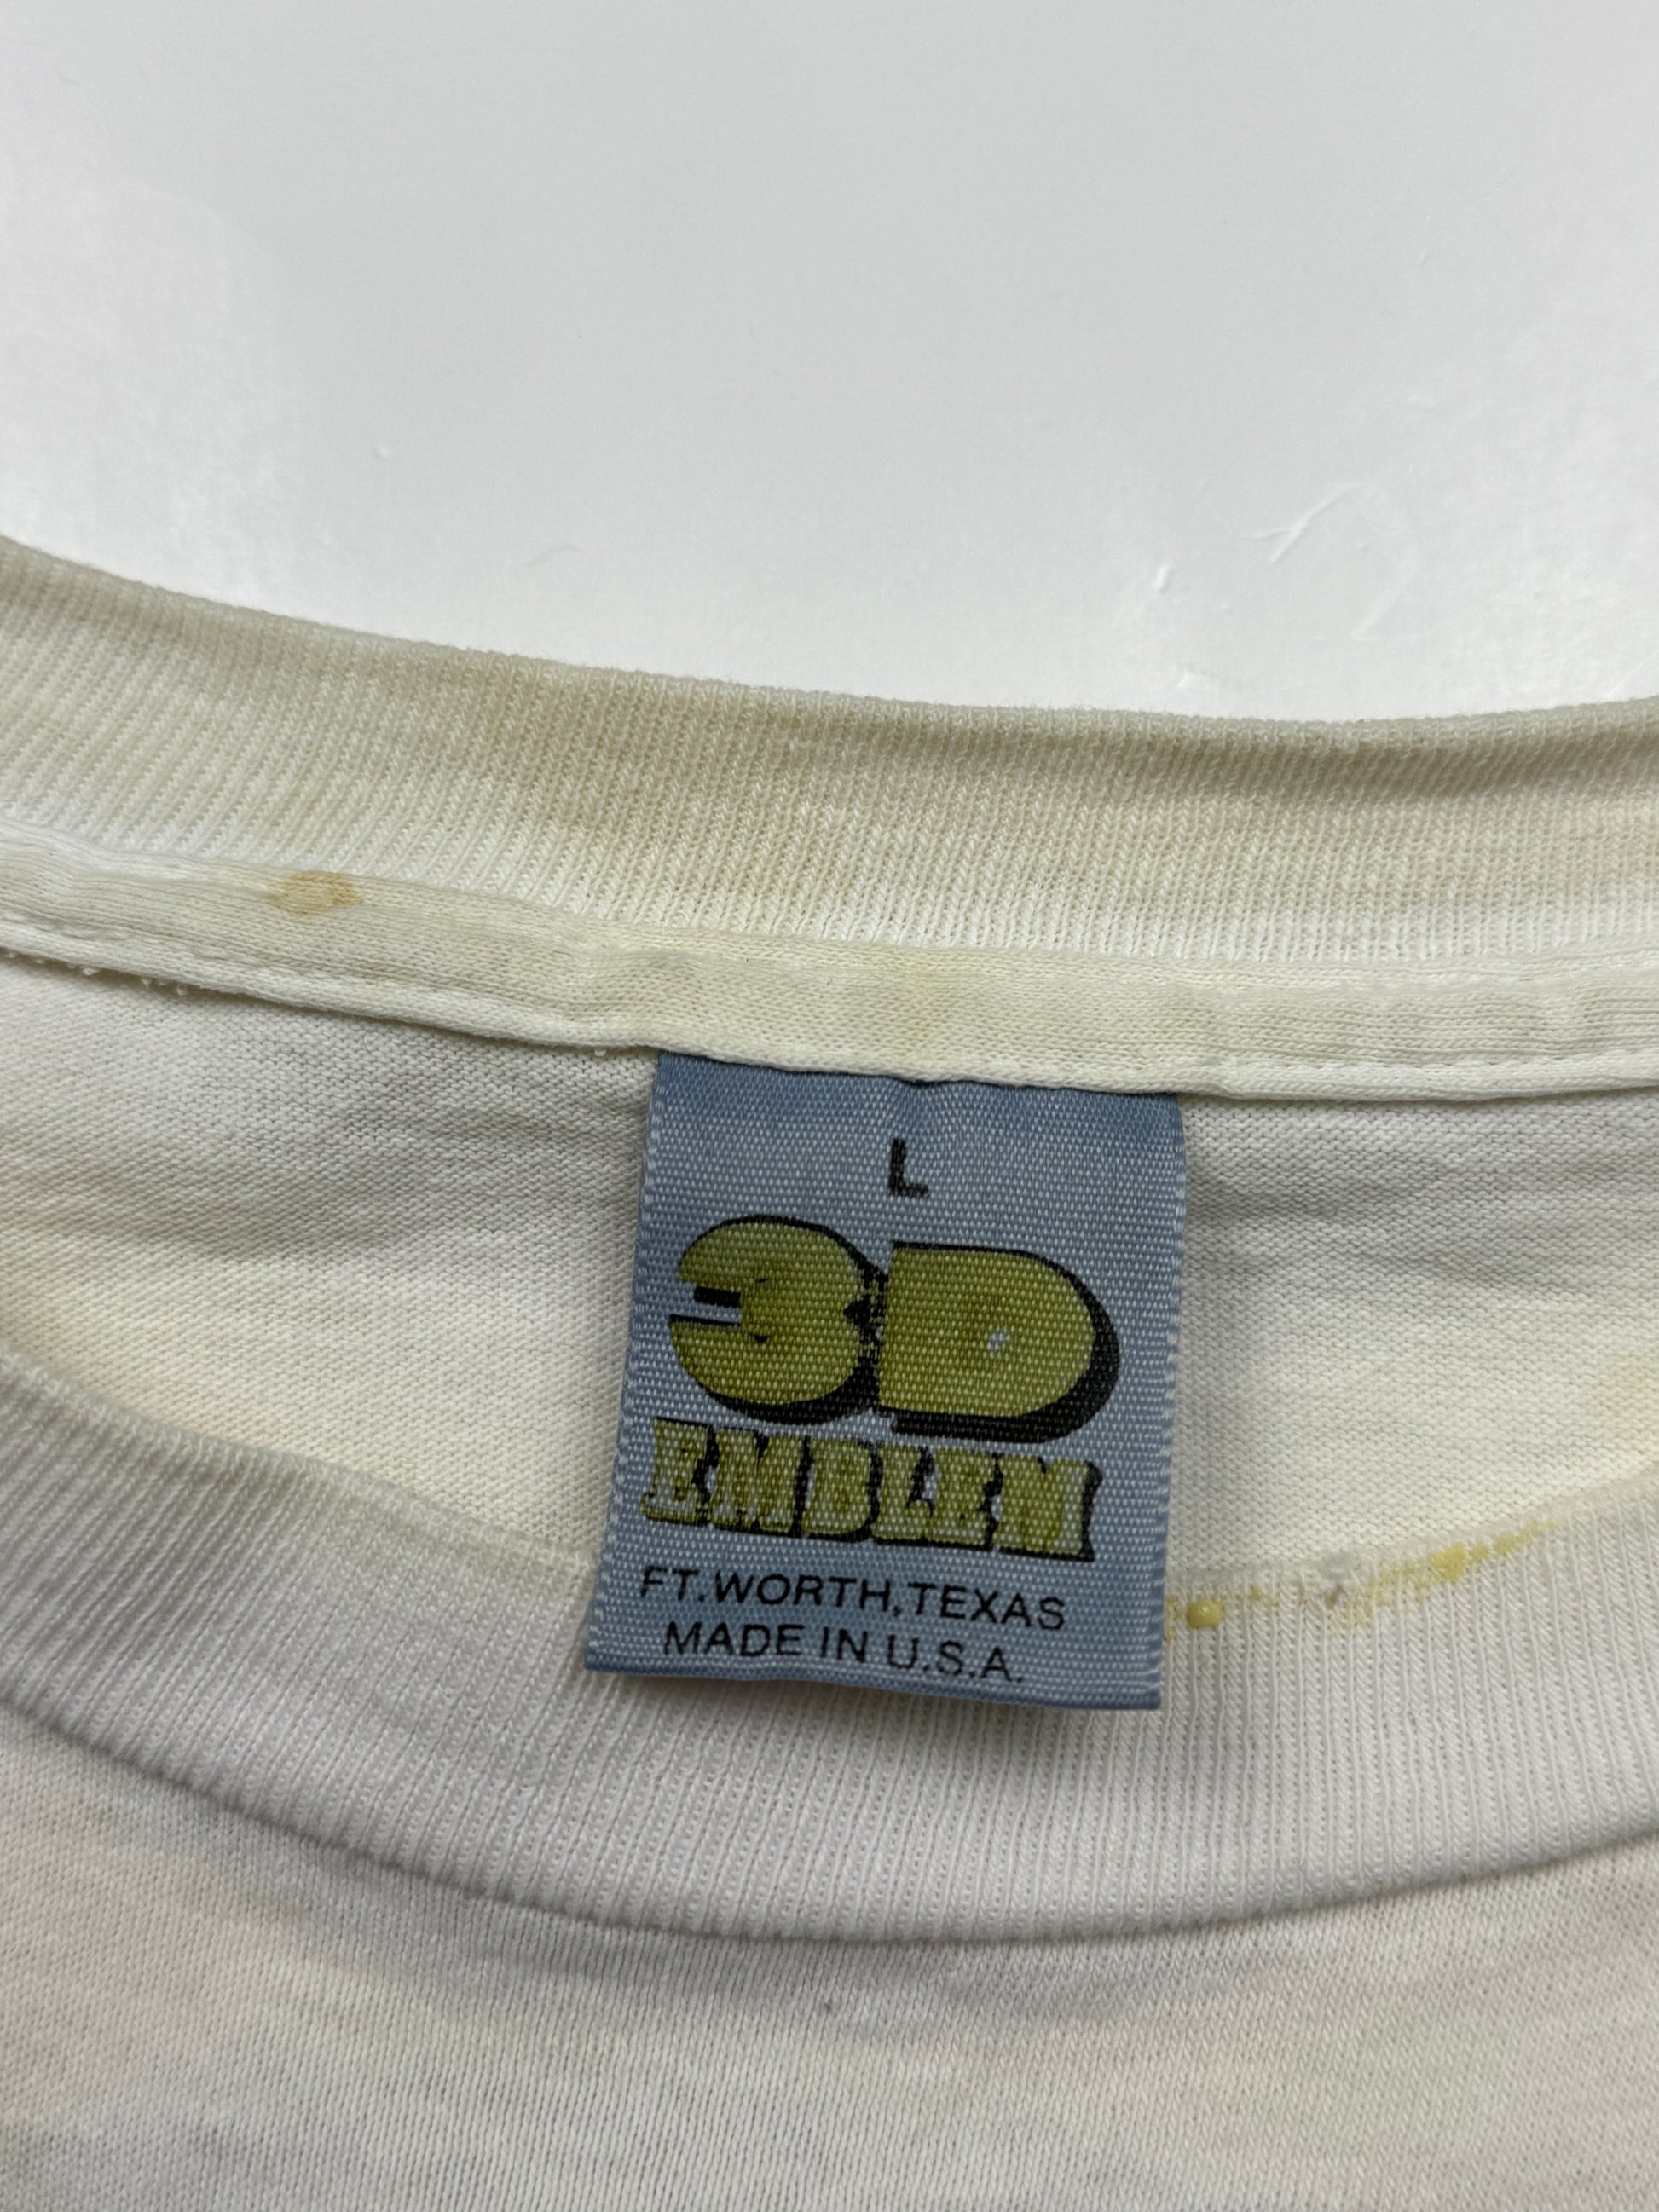 L
3D
EMBLEM
FT.WORTH,TEXAS
MADE IN U.S.A.